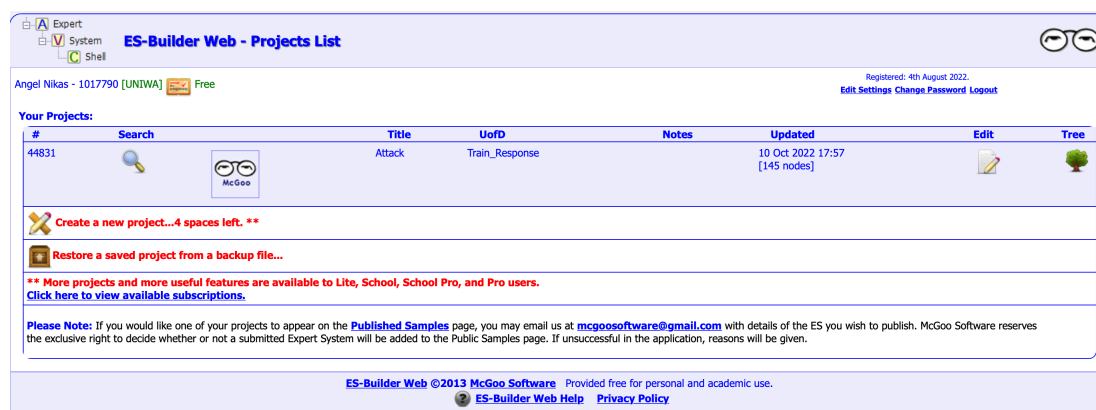 A Expert
V System
C Shell
ES-Builder Web - Projects List
Angel Nikas - 1017790 [UNIWA] Free
Registered: 4th August 2022.
Edit Settings Change Password Logout
Your Projects:
# Search Title UofD Notes Updated Edit Tree
44831 McGoo Attack Train_Response 10 Oct 2022 17:57
[145 nodes]
Create a new project...4 spaces left. **
Restore a saved project from a backup file...
** More projects and more useful features are available to Lite, School, School Pro, and Pro users.
Click here to view available subscriptions.
Please Note: If you would like one of your projects to appear on the Published Samples page, you may email us at mcgoosoftware@gmail.com with details of the ES you wish to publish. McGoo Software reserves
the exclusive right to decide whether or not a submitted Expert System will be added to the Public Samples page. If unsuccessful in the application, reasons will be given.
ES-Builder Web ©2013 McGoo Software Provided free for personal and academic use.
? ES-Builder Web Help Privacy Policy